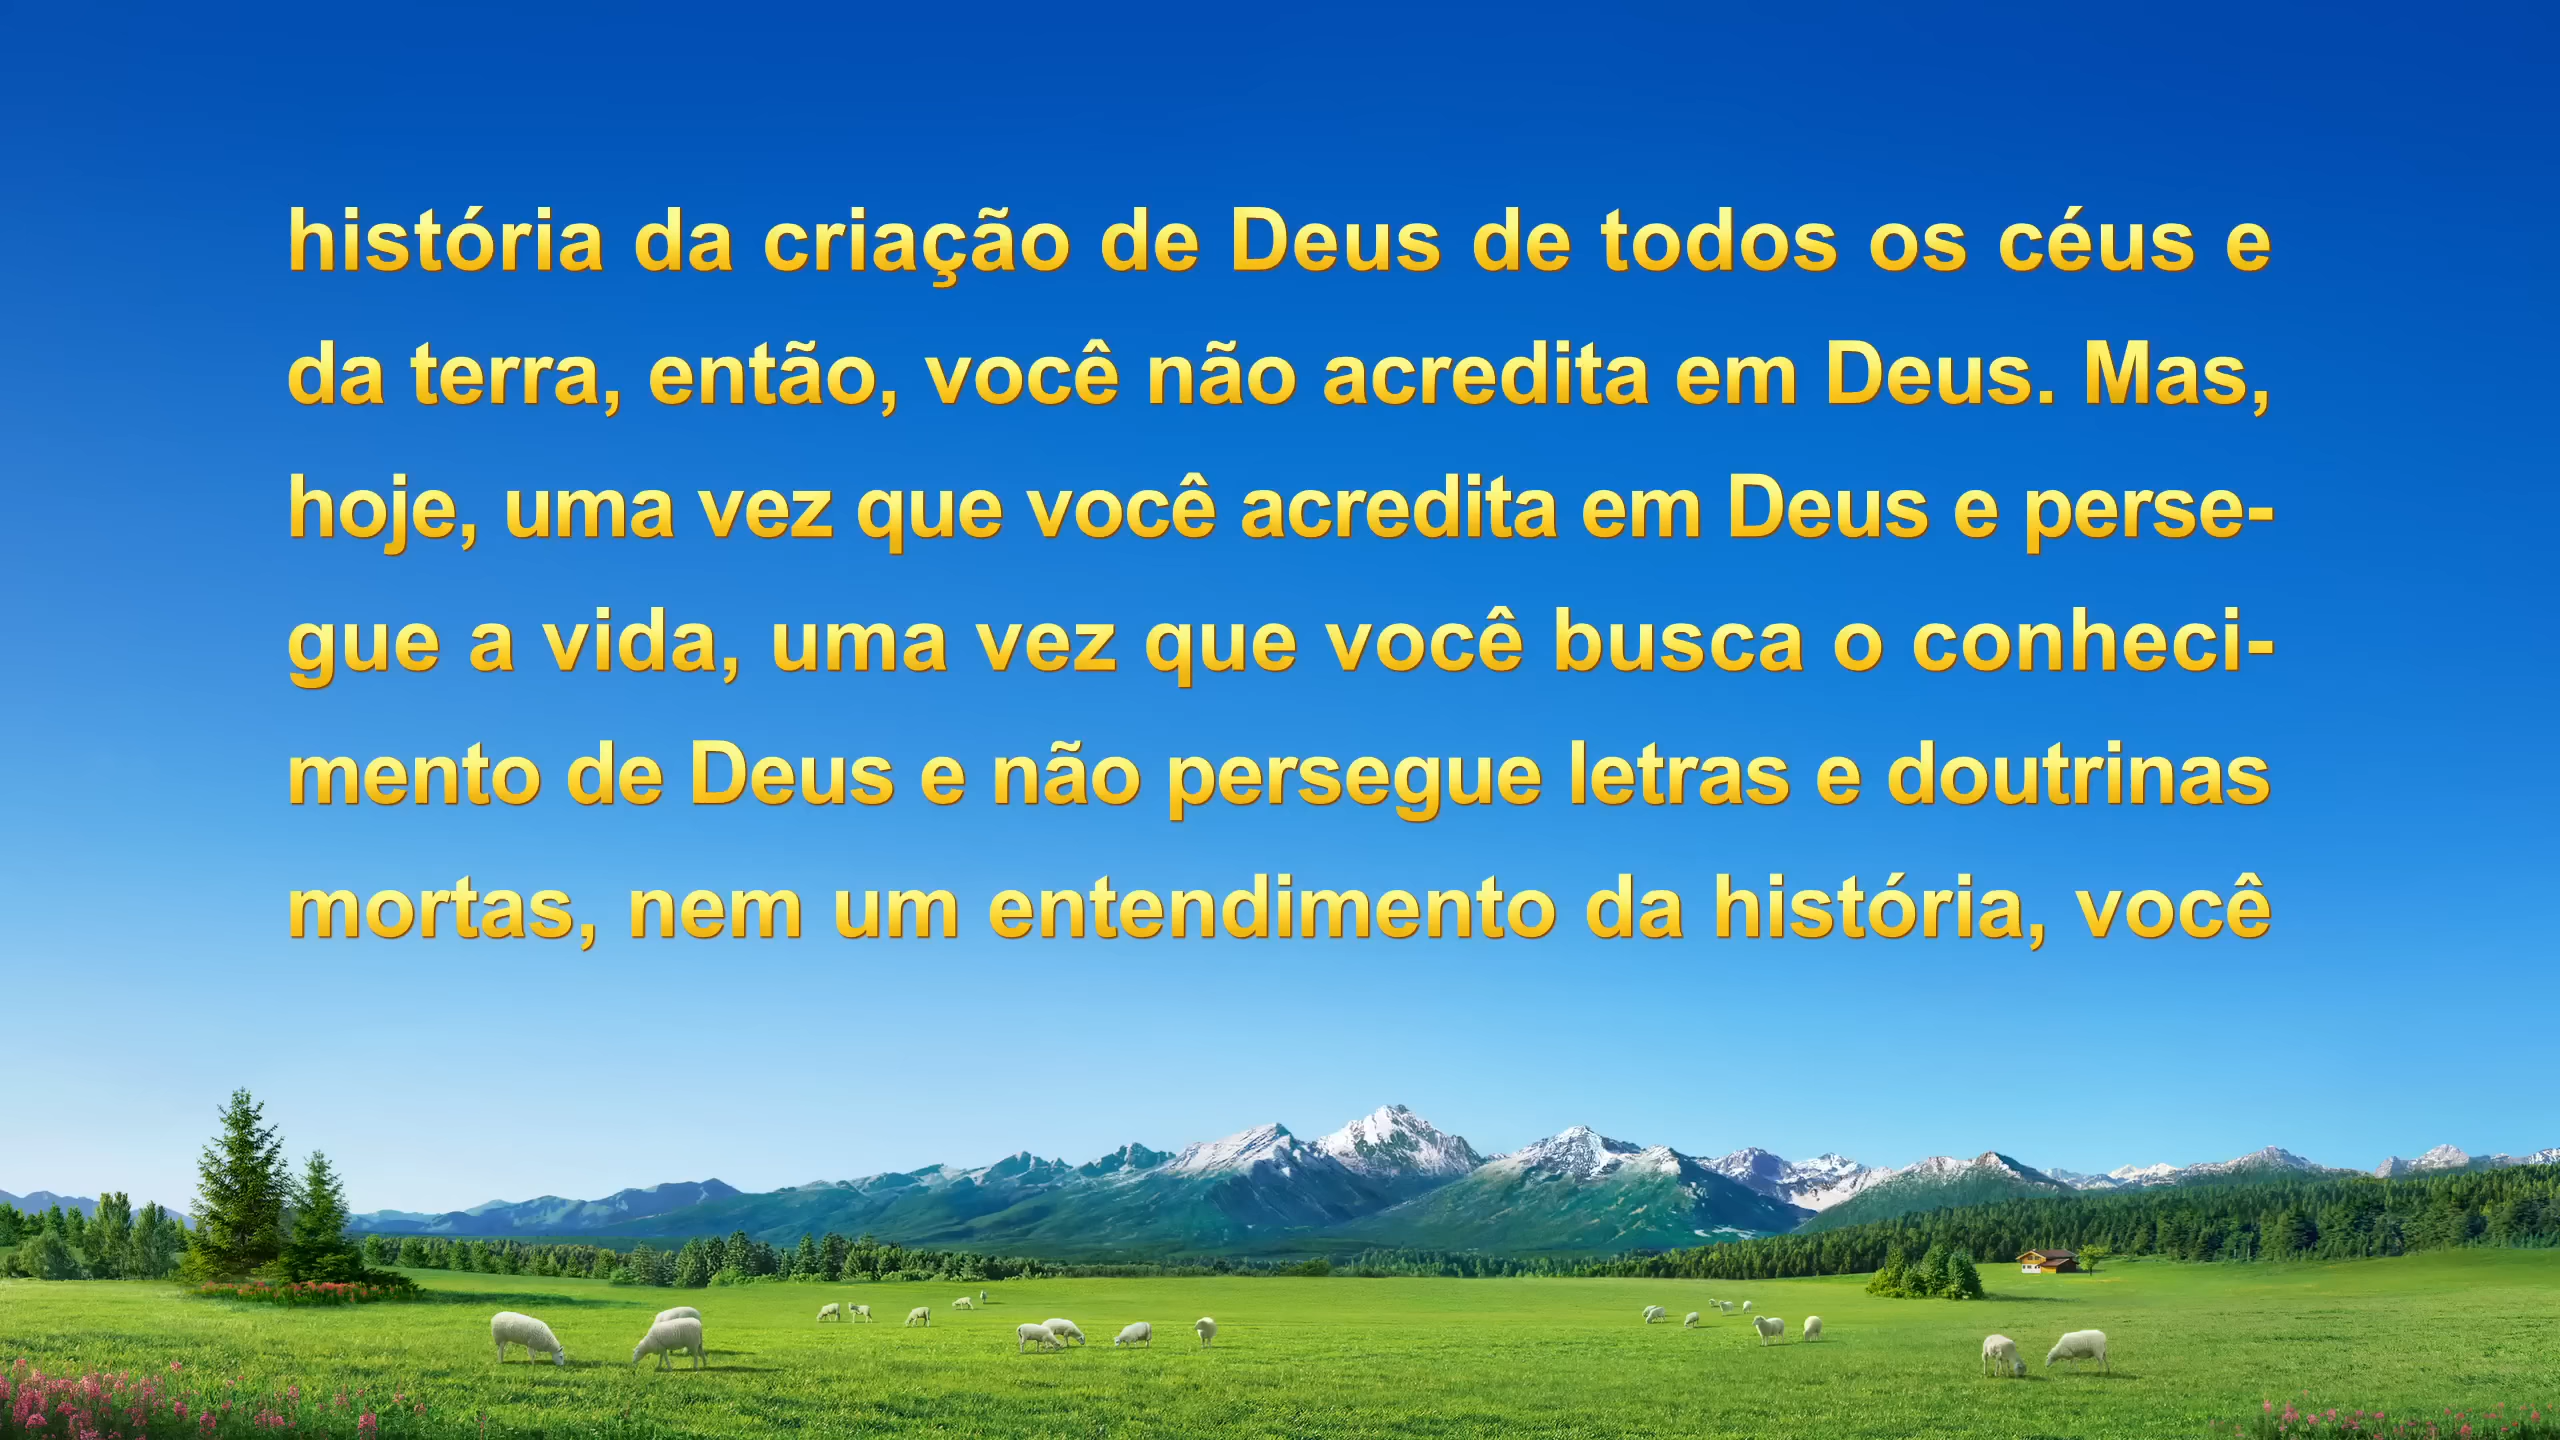 história da criação de Deus de todos os céus e
da terra, então, você não acredita em Deus. Mas,
hoje, uma vez que você acredita em Deus e perse-
gue a vida, uma vez que você busca o conheci-
mento de Deus e não persegue letras e doutrinas
mortas, nem um entendimento da história, você